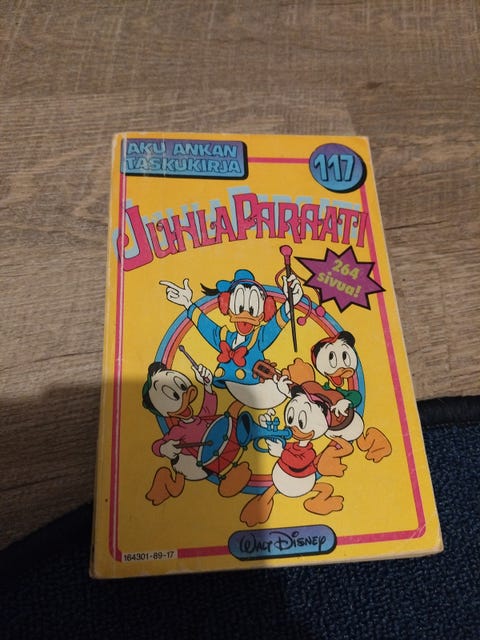 AKU ANKAN
TASKUKIRJA
117
JUHLAPARAATI
264
sivua!
WALT DISNEY
164301-89-17